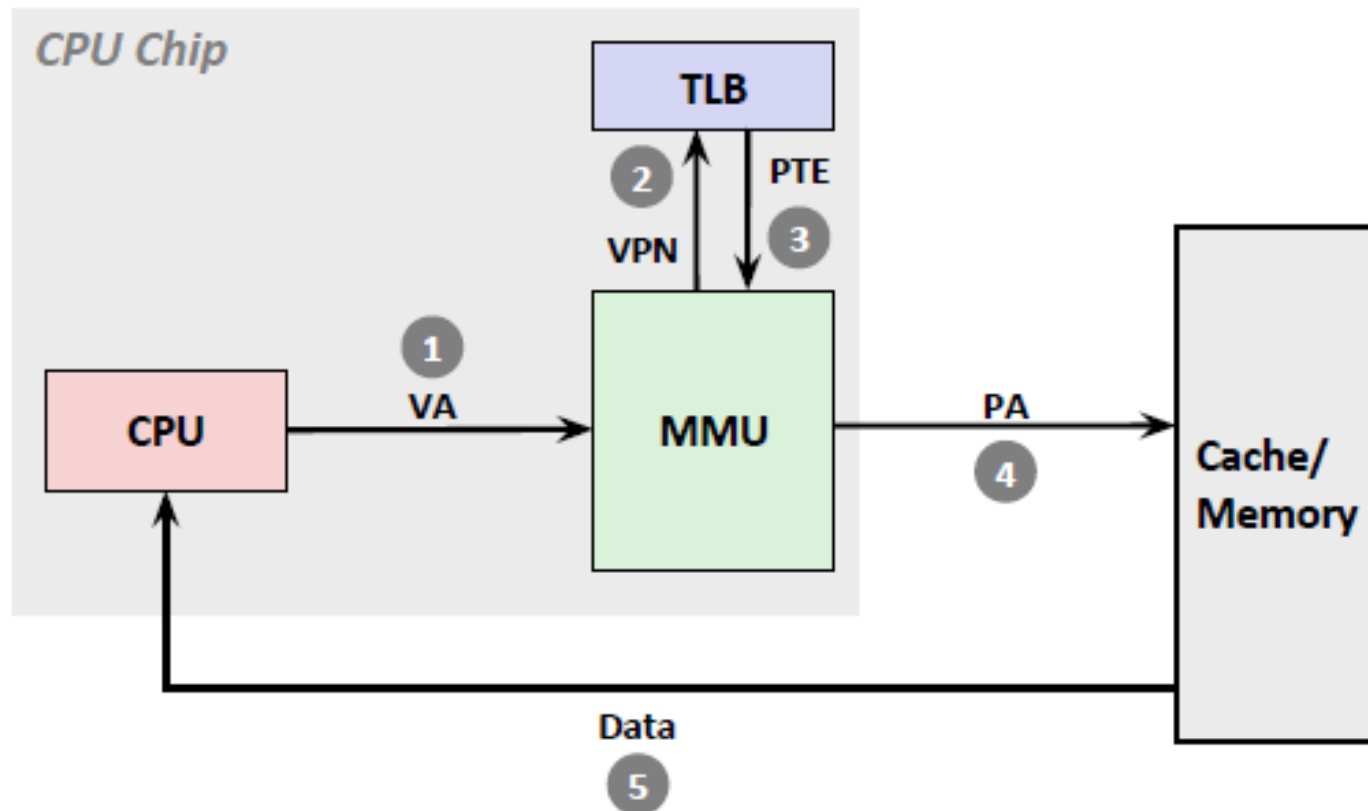 CPU Chip
TLB
2
PTE
VPN
3
1
VA
CPU
MMU
PA
4
Cache/
Memory
Data
5